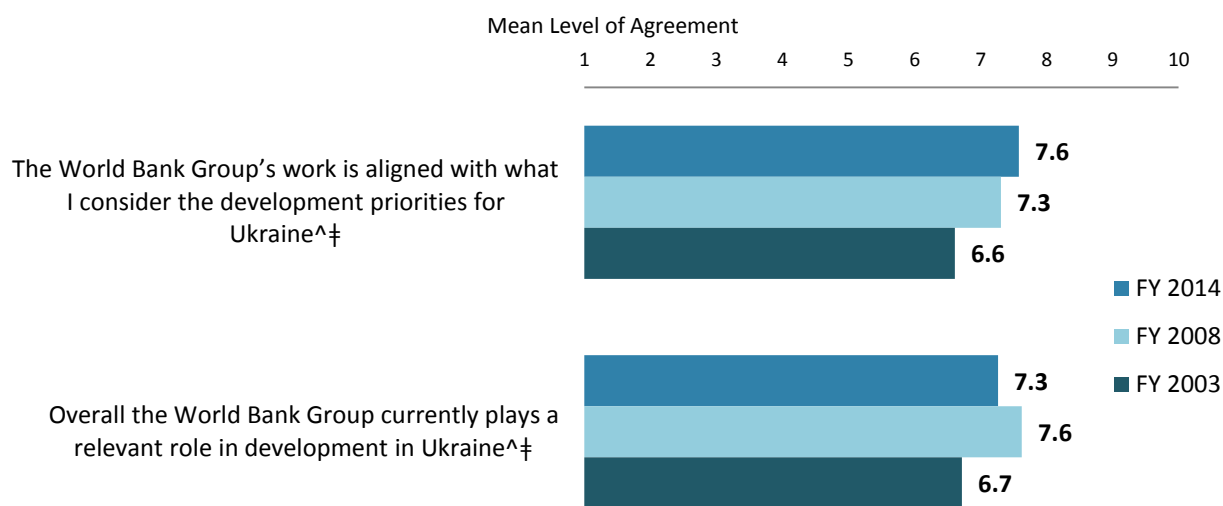 Mean Level of Agreement
1 2 3 4 5 6 7 8 9 10
The World Bank Group’s work is aligned with what
I consider the development priorities for
Ukraine^ǂ
7.6
7.3
6.6
Overall the World Bank Group currently plays a
relevant role in development in Ukraine^ǂ
7.3
7.6
6.7
FY 2014
FY 2008
FY 2003